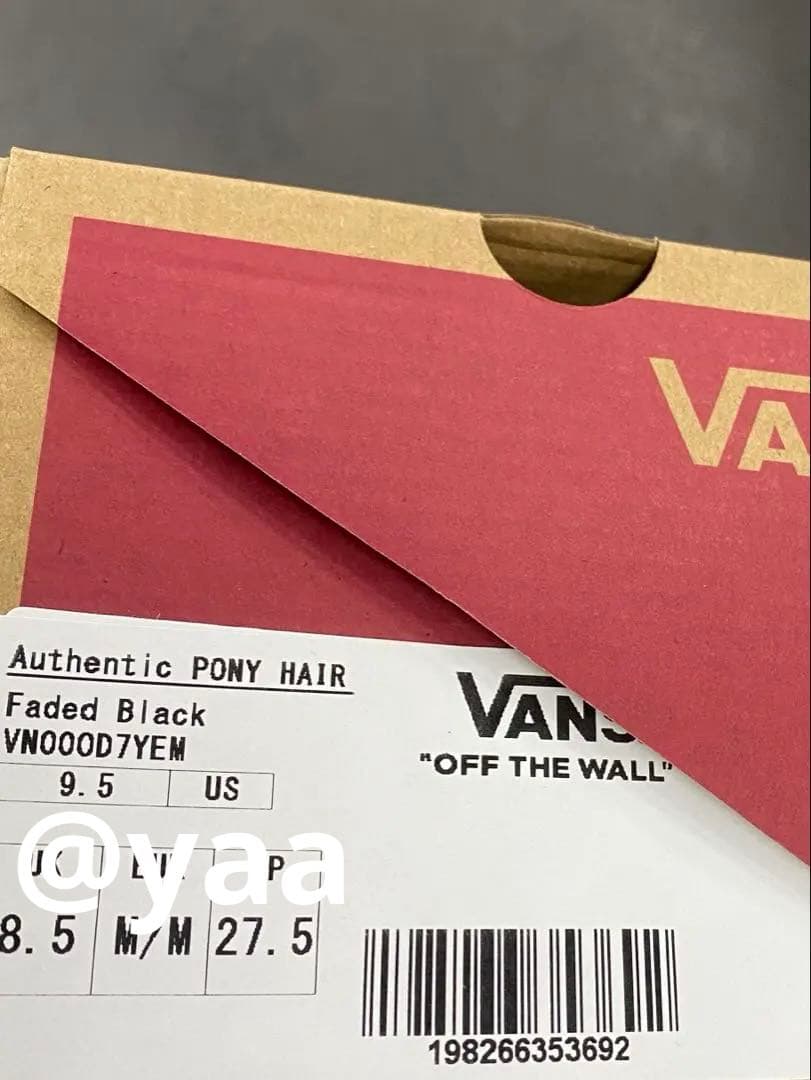 VA
Authentic PONY HAIR
Faded Black
VN000D7YEM
9.5 US
VANS
"OFF THE WALL"
@yaa
UK
8.5 M/M 27.5
198266353692